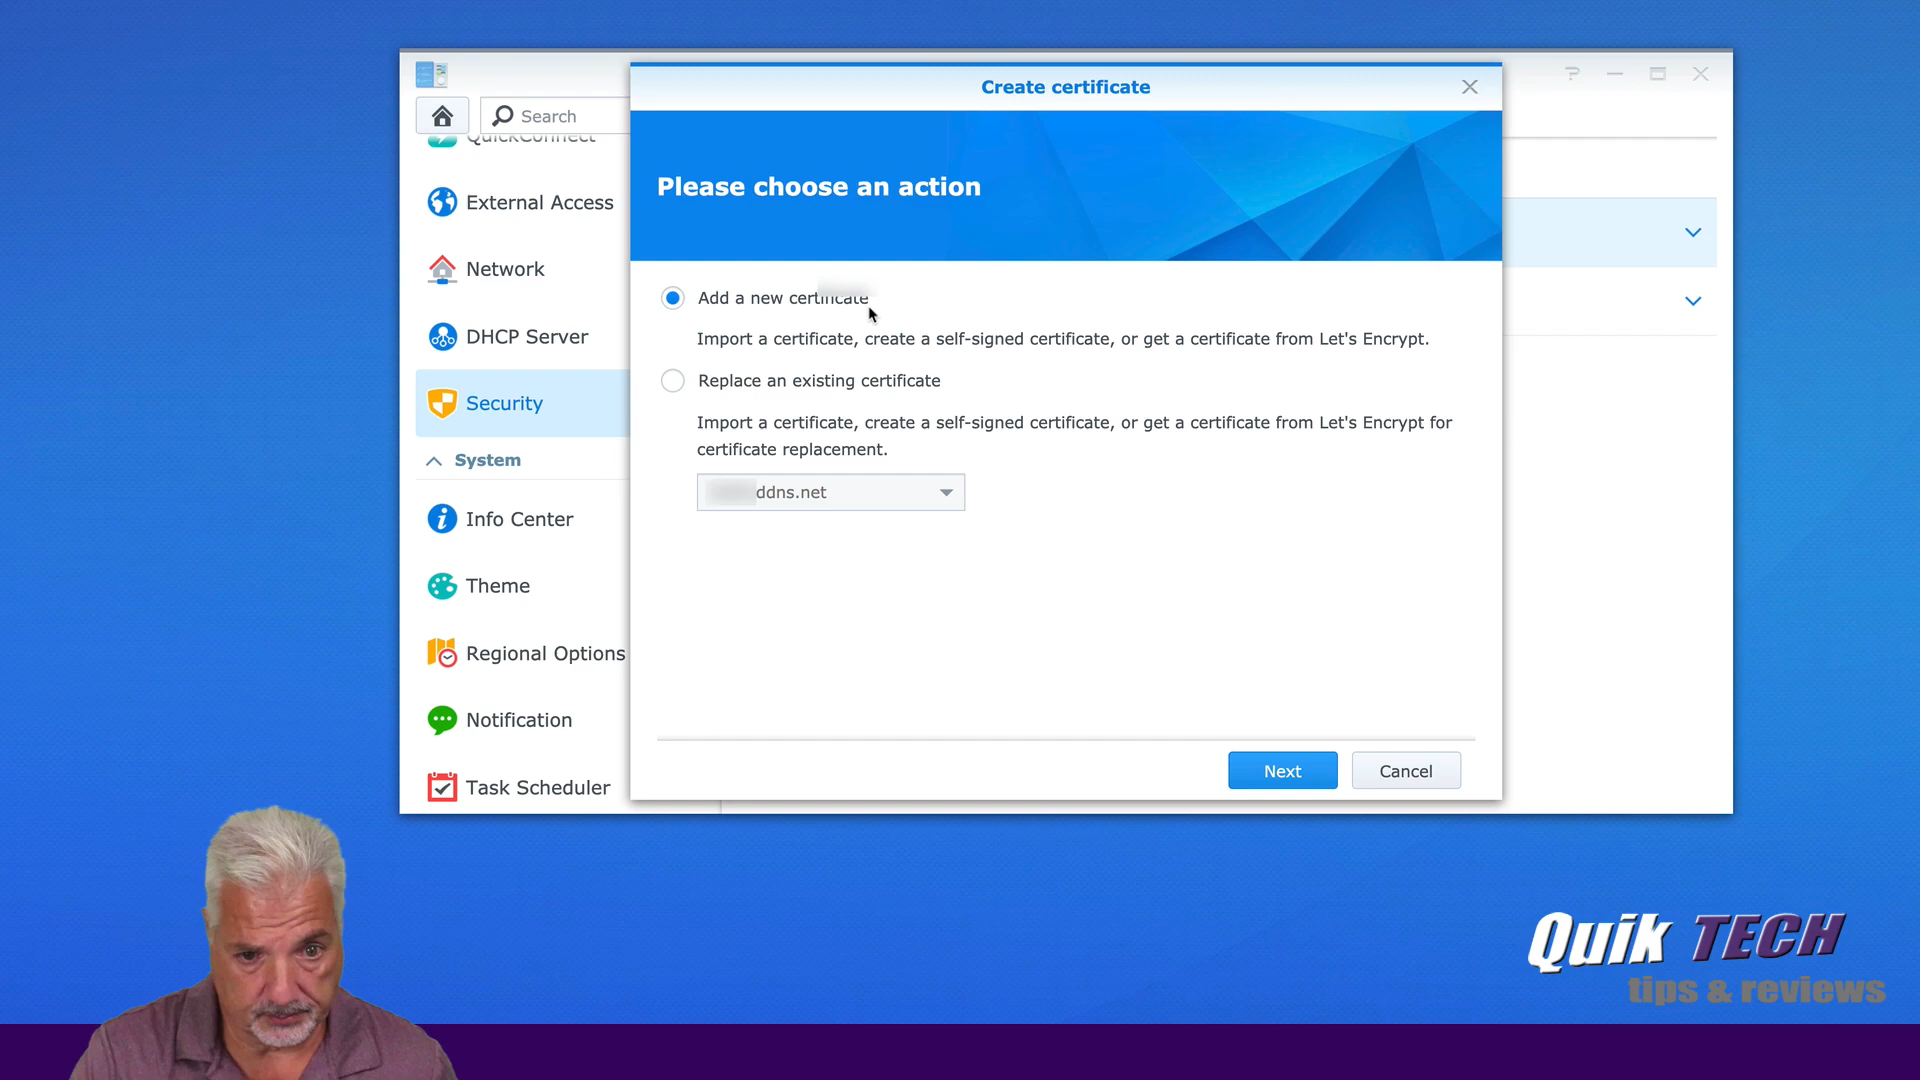 Create certificate
Search
QuickConnect
Please choose an action
External Access
Network
DHCP Server
Security
System
Info Center
Theme
Regional Options
Notification
Task Scheduler
Add a new certificate
Import a certificate, create a self-signed certificate, or get a certificate from Let's Encrypt.
Replace an existing certificate
Import a certificate, create a self-signed certificate, or get a certificate from Let's Encrypt for
certificate replacement.
ddns.net
Next
Cancel
Quik TECH
tips & reviews